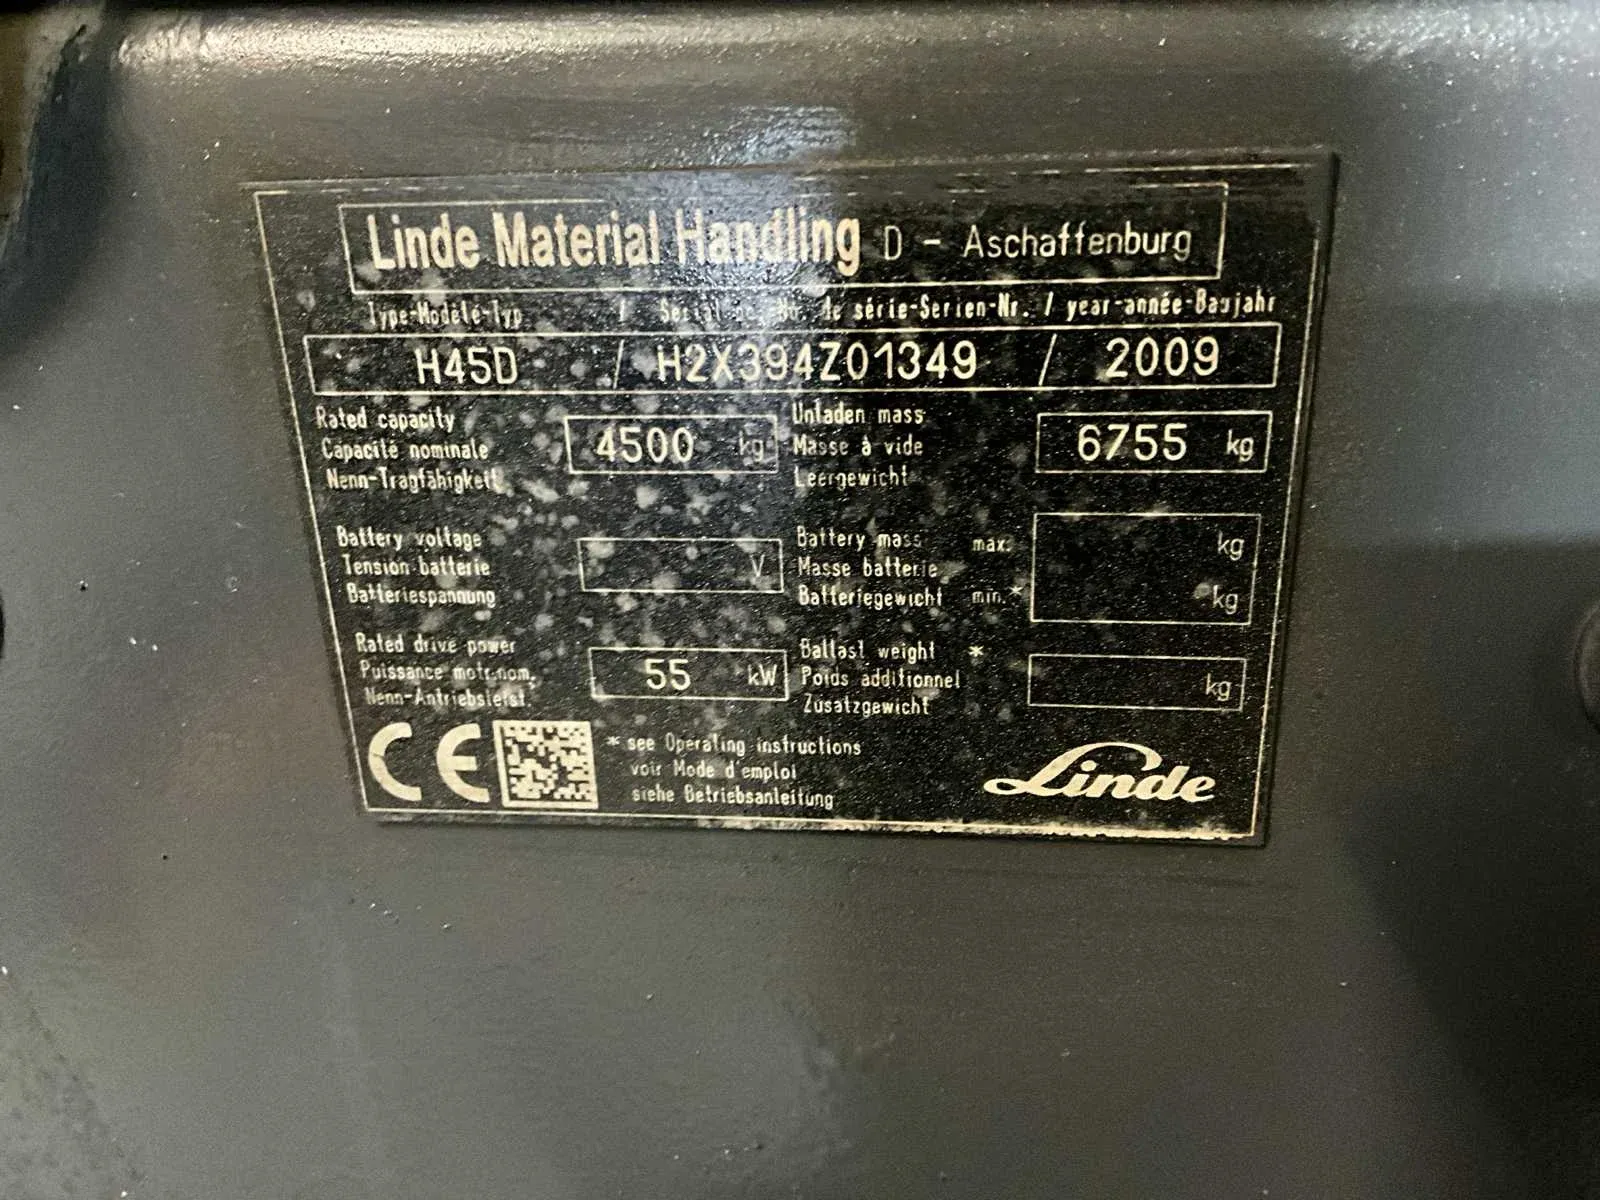 Linde Material Handling D - Aschaffenburg
Type-Modèle-Typ / Serial no.-No. de série-Serien-Nr. / year-année-Baujahr
H45D / H2X394Z01349 / 2009
Rated capacity
Capacité nominale
Nenn-Tragfähigkeit
4500 kg
Unladen mass
Masse à vide
Leergewicht
6755 kg
Battery voltage
Tension batterie
Batteriespannung
V
Battery mass max.
Masse batterie
Batteriegewicht min.*
kg
kg
Rated drive power
Puissance motr.nom.
Nenn-Antriebsleist.
55 kW
Ballast weight *
Poids additionnel
Zusatzgewicht
kg
CE
* see Operating instructions
voir Mode d'emploi
siehe Betriebsanleitung
Linde